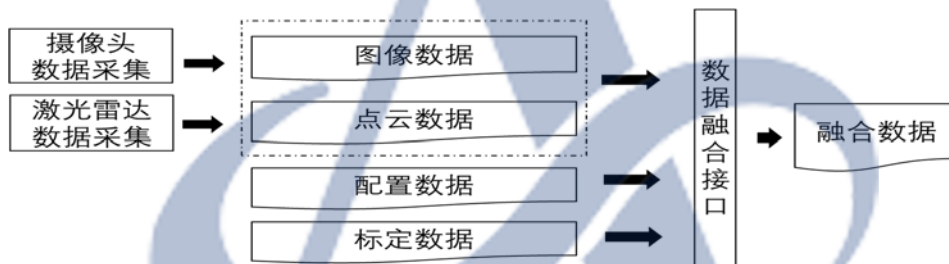 摄像头
数据采集
图像数据
激光雷达
数据采集
点云数据
配置数据
标定数据
数据融合接口
融合数据